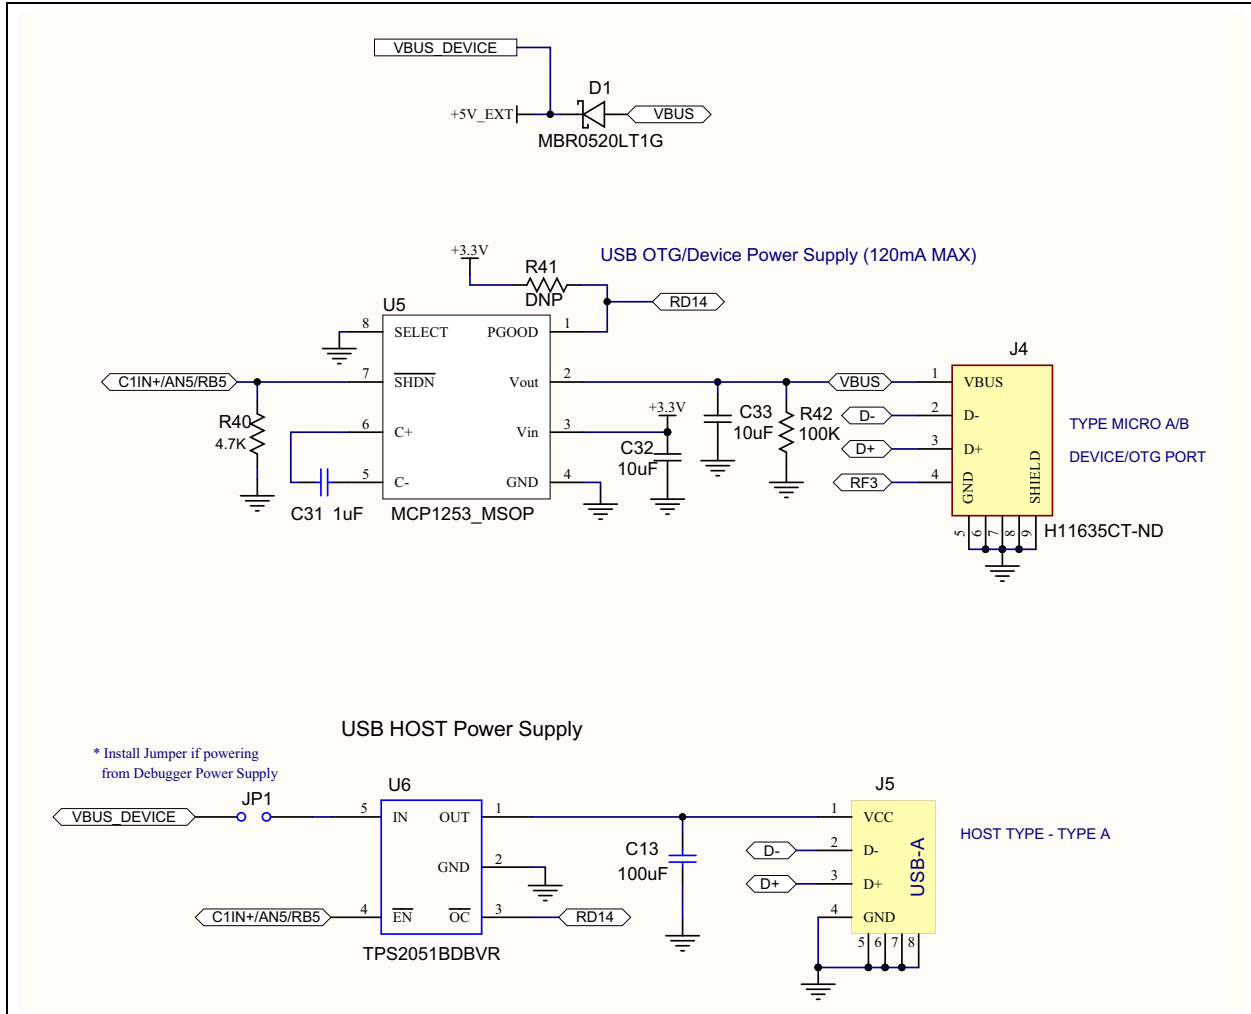 VBUS_DEVICE
D1
+5V_EXT
VBUS
MBR0520LT1G
+3.3V
USB OTG/Device Power Supply (120mA MAX)
R41
DNP
RD14
U5
8 SELECT PGOOD 1
C1IN+/AN5/RB5
7 SHDN Vout 2
R40
4.7K
6 C+ Vin 3
5 C- GND 4
C31 1uF
MCP1253_MSOP
+3.3V
C32
10uF
C33
10uF
R42
100K
J4
VBUS 1 VBUS
D- 2 D-
D+ 3 D+
RF3 4 GND
SHIELD
5 6 7 8 9
H11635CT-ND
TYPE MICRO A/B
DEVICE/OTG PORT
USB HOST Power Supply
* Install Jumper if powering
from Debugger Power Supply
JP1
VBUS_DEVICE
U6
5 IN OUT 1
GND 2
C1IN+/AN5/RB5
4 EN OC 3
RD14
TPS2051BDBVR
C13
100uF
J5
1 VCC
D- 2 D-
D+ 3 D+
4 GND
USB-A
5 6 7 8
HOST TYPE - TYPE A